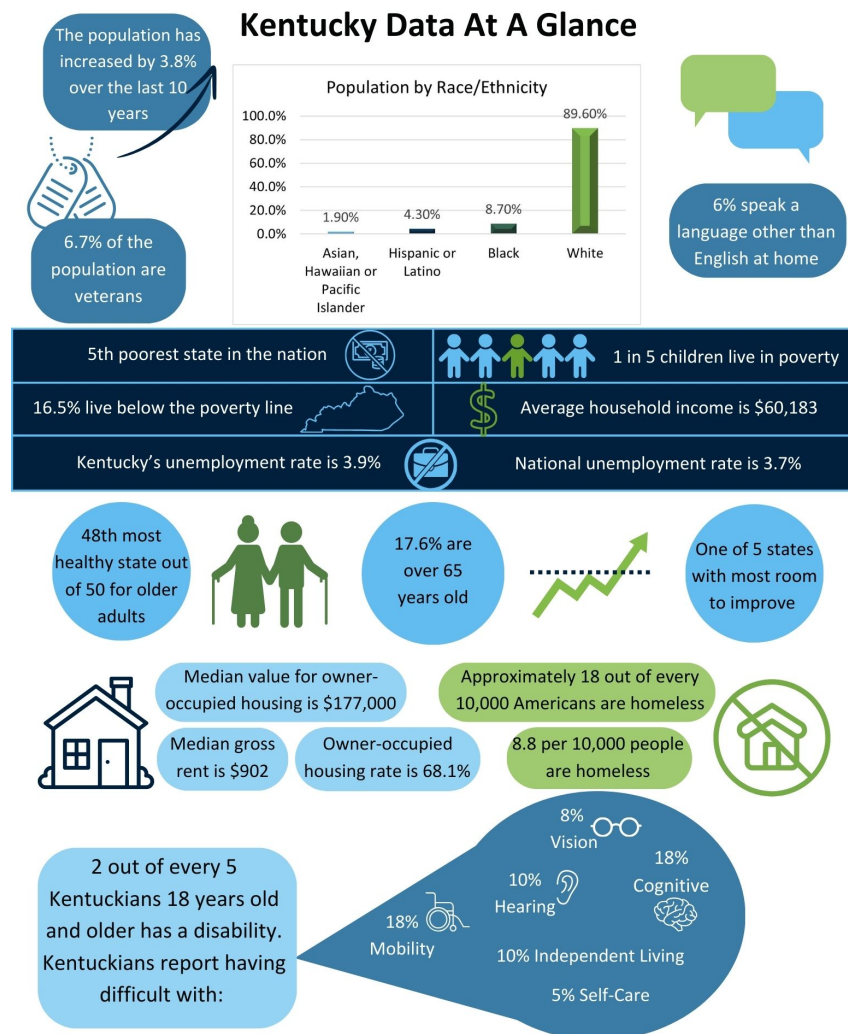 Kentucky Data At A Glance
The population has
increased by 3.8%
over the last 10
years
6.7% of the
population are
veterans
Population by Race/Ethnicity
100.0%
80.0%
60.0%
40.0%
20.0%
0.0%
1.90%
4.30%
8.70%
89.60%
Asian,
Hawaiian or
Pacific
Islander
Hispanic or
Latino
Black
White
6% speak a
language other than
English at home
5th poorest state in the nation
1 in 5 children live in poverty
16.5% live below the poverty line
$
Average household income is $60,183
Kentucky's unemployment rate is 3.9%
National unemployment rate is 3.7%
48th most
healthy state out
of 50 for older
adults
17.6% are
over 65
years old
One of 5 states
with most room
to improve
Median value for owner-
occupied housing is $177,000
Median gross
rent is $902
Owner-occupied
housing rate is 68.1%
Approximately 18 out of every
10,000 Americans are homeless
8.8 per 10,000 people
are homeless
2 out of every 5
Kentuckians 18 years old
and older has a disability.
Kentuckians report having
difficult with:
8%
Vision
18%
Cognitive
10%
Hearing
18%
Mobility
10% Independent Living
5% Self-Care